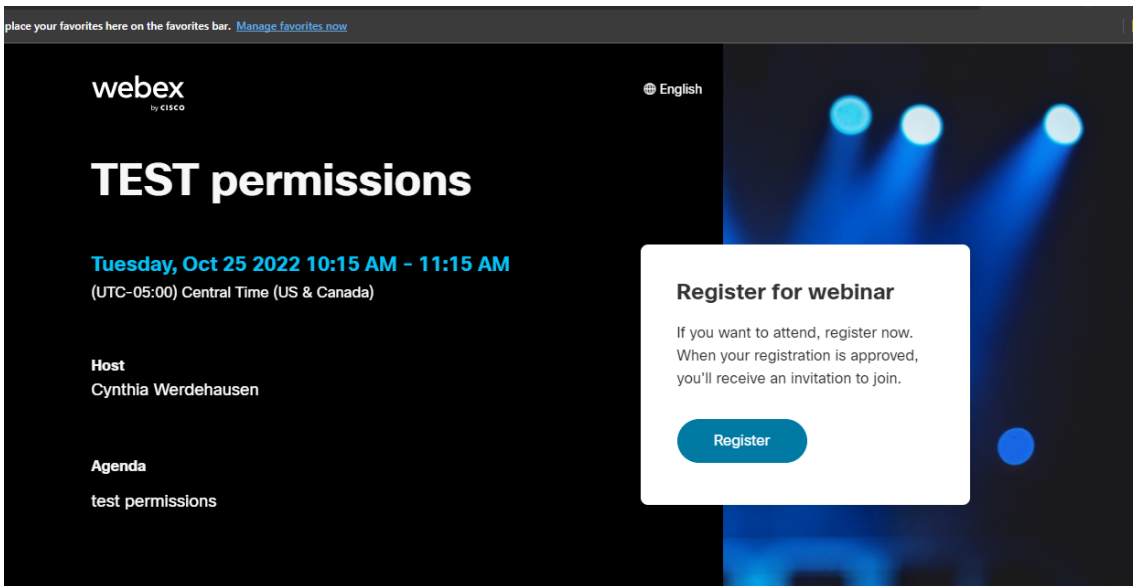 place your favorites here on the favorites bar. Manage favorites now
webex
by CISCO
English
TEST permissions
Tuesday, Oct 25 2022 10:15 AM - 11:15 AM
(UTC-05:00) Central Time (US & Canada)
Host
Cynthia Werdehausen
Agenda
test permissions
Register for webinar
If you want to attend, register now.
When your registration is approved,
you'll receive an invitation to join.
Register